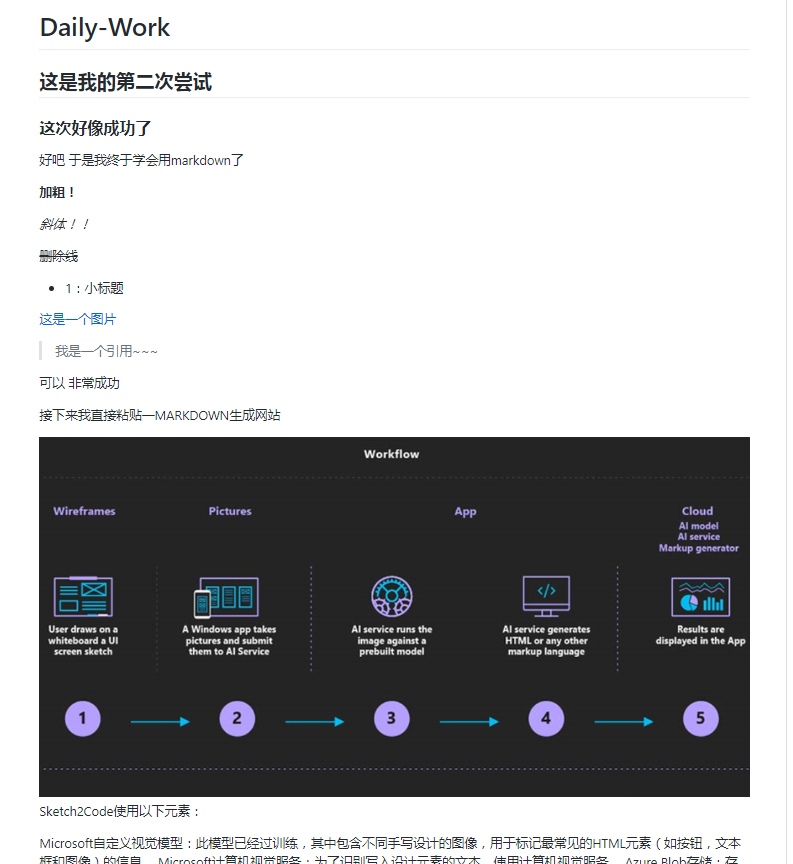 Daily-Work
这是我的第二次尝试
这次好像成功了
好吧 于是我终于学会用markdown了
加粗！
斜体！！
删除线
1：小标题
这是一个图片
我是一个引用~~~
可以 非常成功
接下来我直接粘贴一MARKDOWN生成网站
Workflow
Wireframes
Pictures
App
Cloud
AI model
AI service
Markup generator
User draws on a
whiteboard a UI
screen sketch
A Windows app takes
pictures and submit
them to AI Service
AI service runs the
image against a
prebuilt model
</>
AI service generates
HTML or any other
markup language
Results are
displayed in the App
1
2
3
4
5
Sketch2Code使用以下元素：
Microsoft自定义视觉模型：此模型已经过训练，其中包含不同手写设计的图像，用于标记最常见的HTML元素（如按钮，文本
框和图像）的信息。 Microsoft计算机视觉服务：为了识别写入设计元素的文本，使用计算机视觉服务。 Azure Blob存储：存